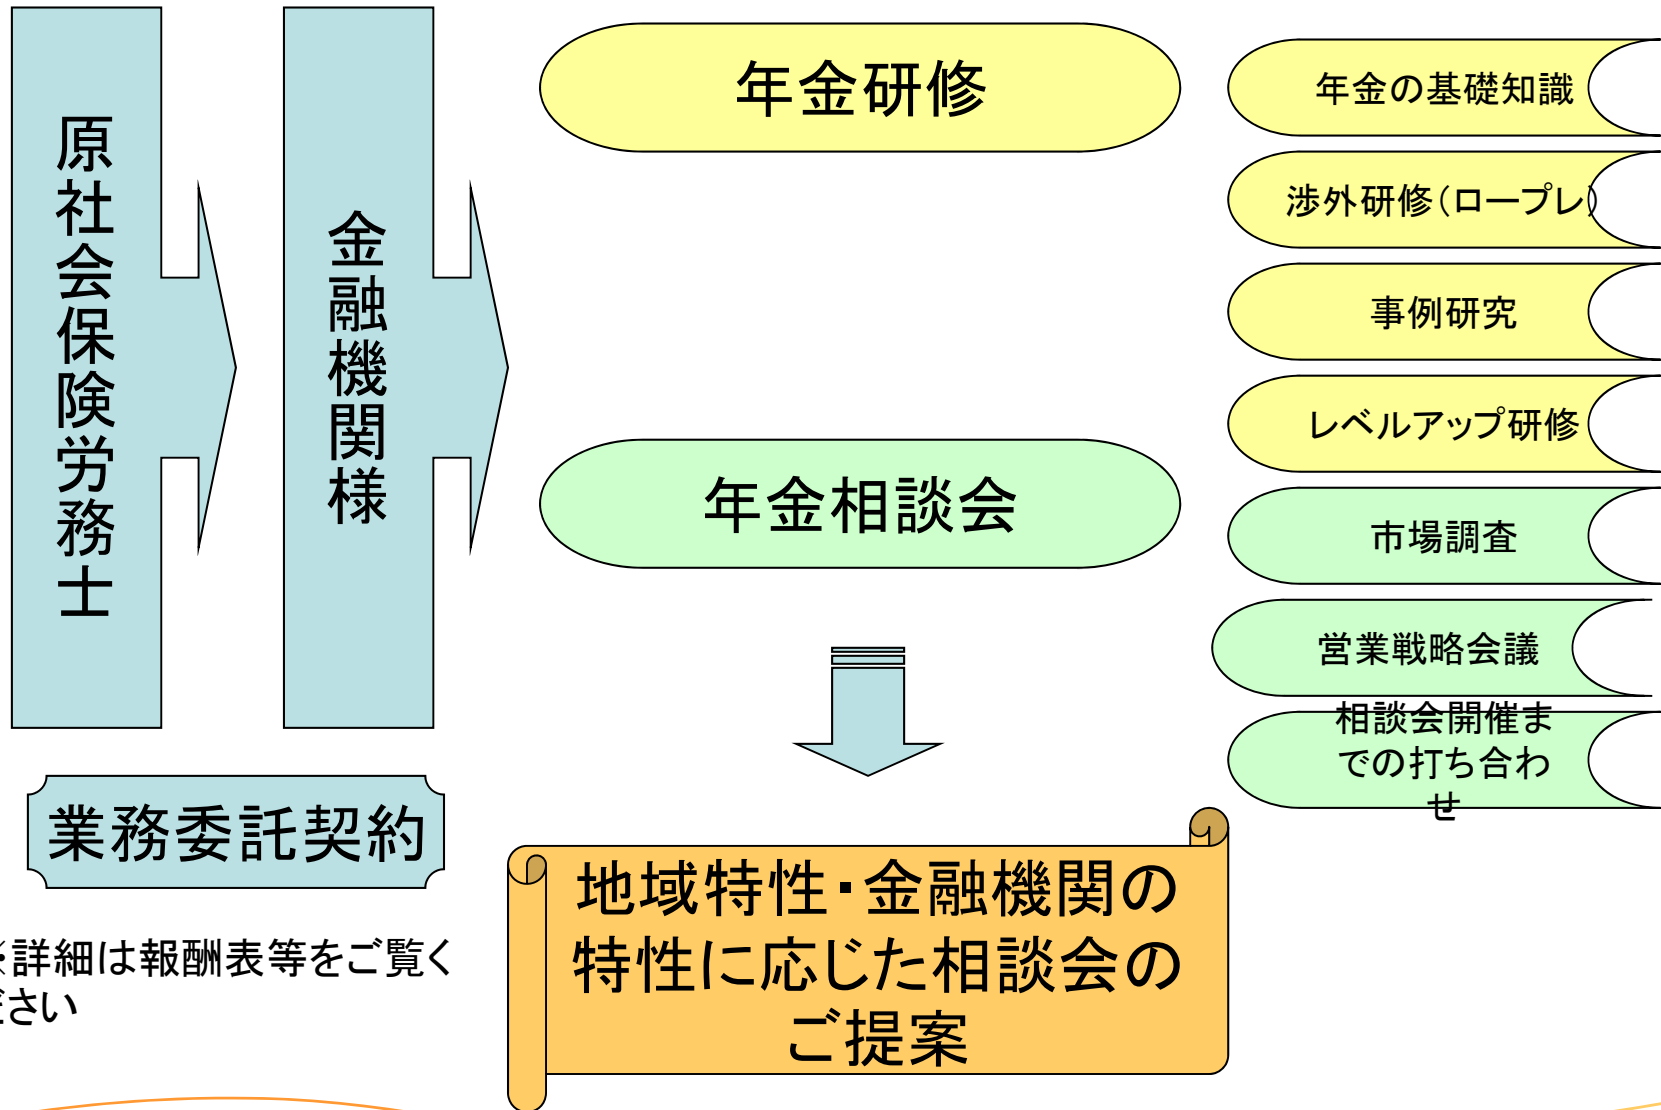 原社会保険労務士
金融機関様
年金研修
年金相談会
年金の基礎知識
渉外研修(ロープレ)
事例研究
レベルアップ研修
市場調査
営業戦略会議
相談会開催ま
での打ち合わ
せ
業務委託契約
※詳細は報酬表等をご覧く
ださい
地域特性・金融機関の
特性に応じた相談会の
ご提案